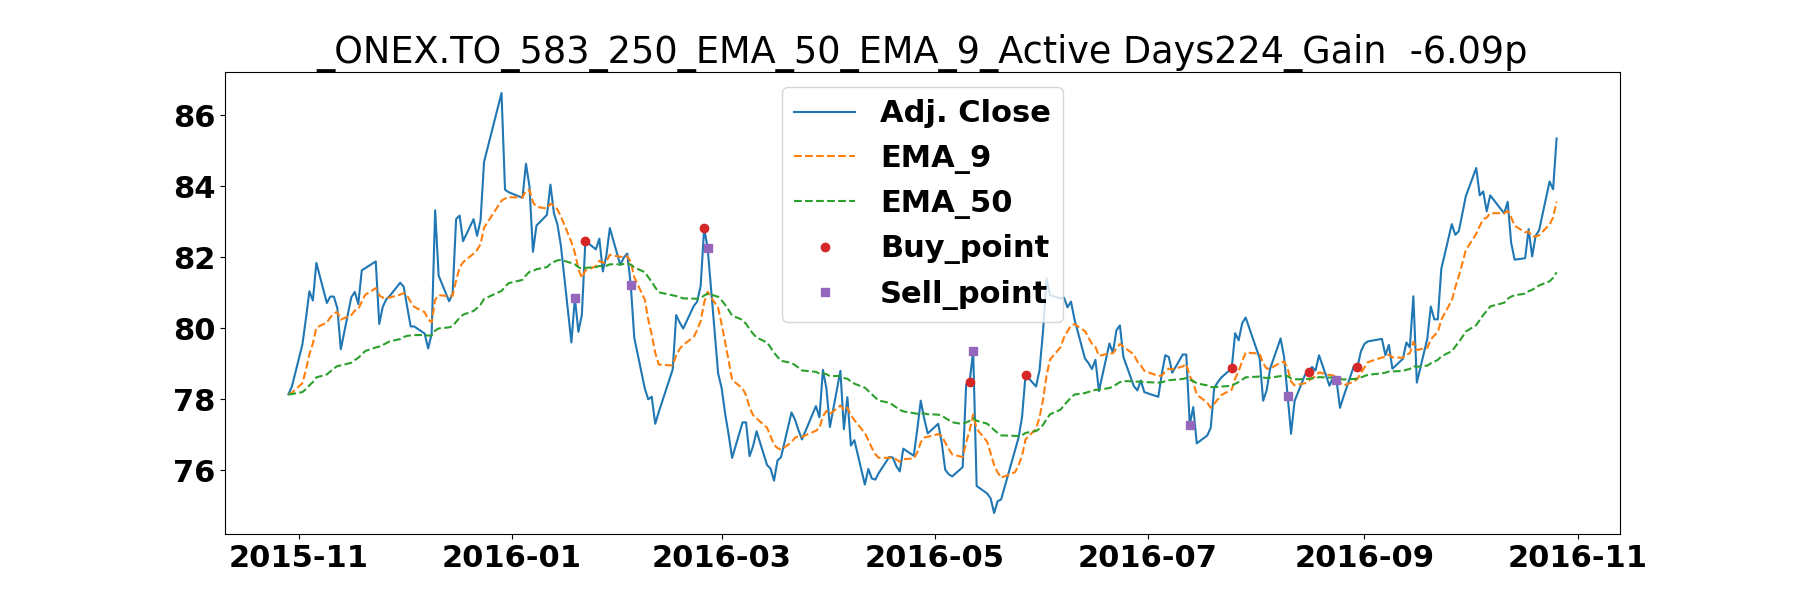 _ONEX.TO_583_250_EMA_50_EMA_9_Active Days224_Gain  -6.09p
Adj. Close
EMA_9
EMA_50
Buy_point
Sell_point
86
84
82
80
78
76
2015-11
2016-01
2016-03
2016-05
2016-07
2016-09
2016-11